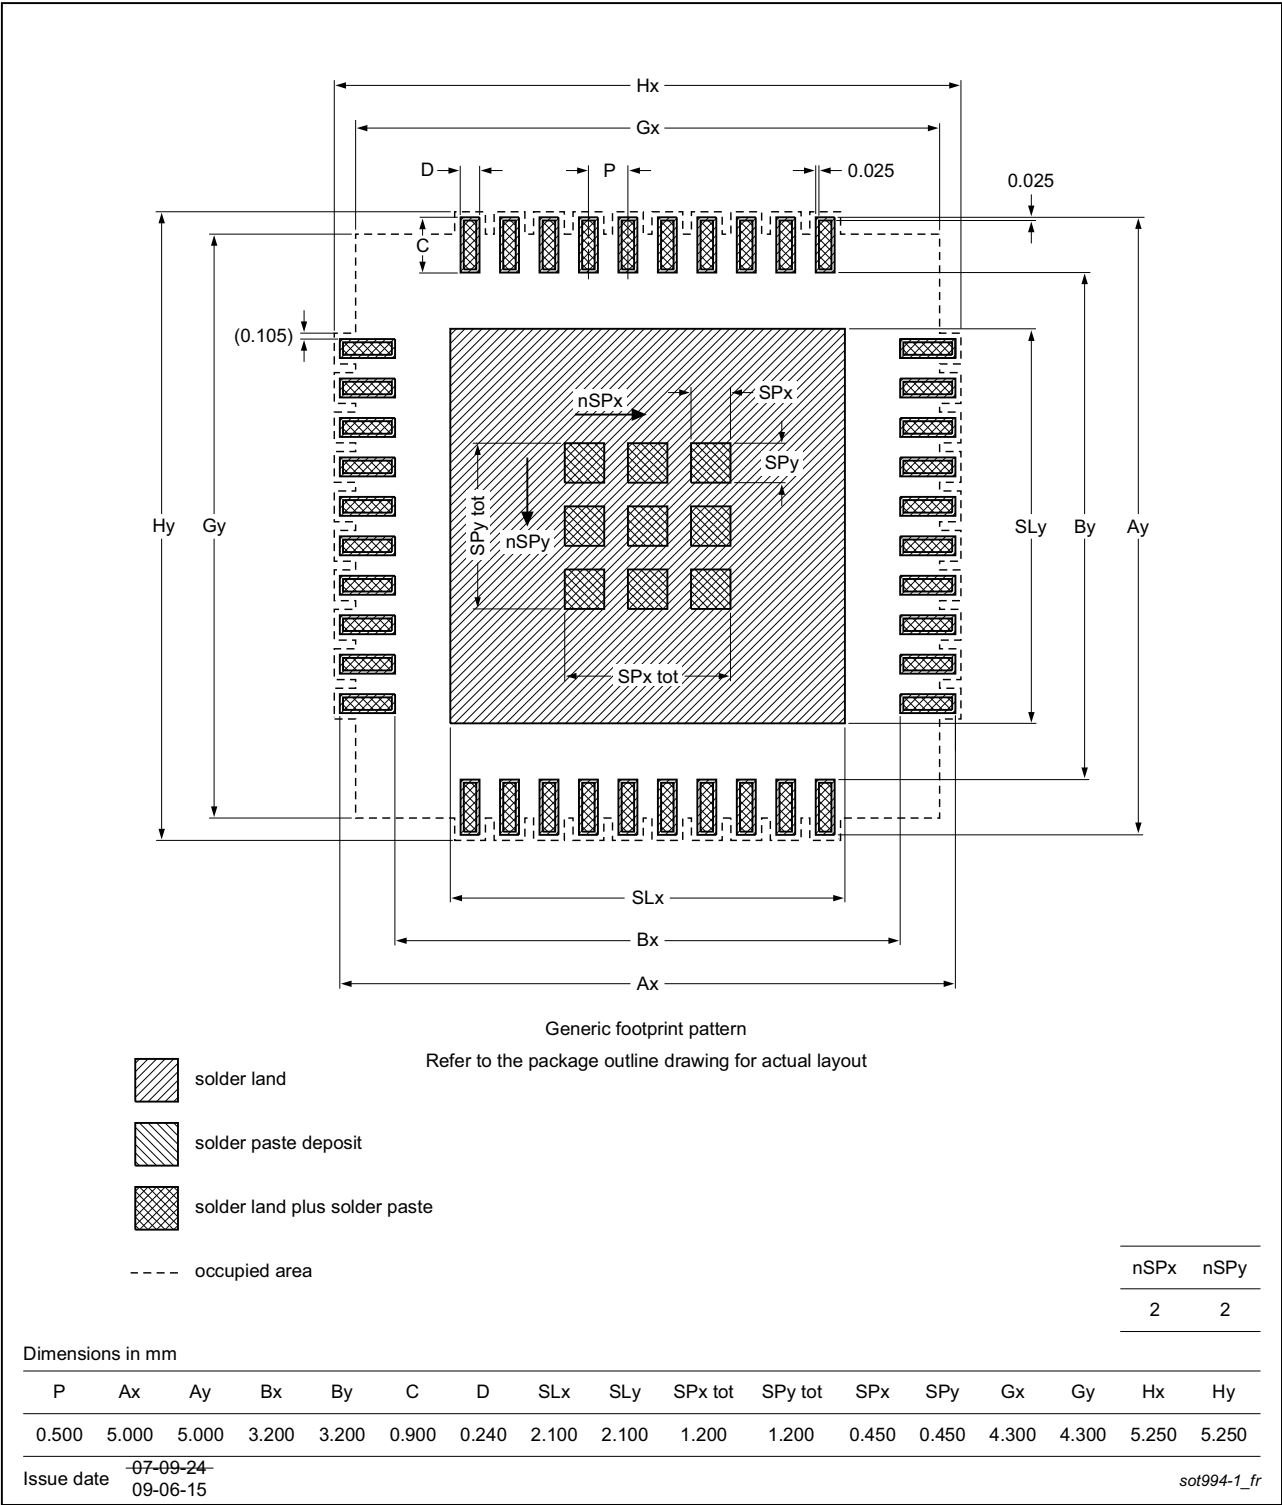 Hx
Gx
D
P
0.025
0.025
C
(0.105)
nSPx
SPx
SPy
SPy tot
nSPy
Hy
Gy
SLy
By
Ay
SPx tot
SLx
Bx
Ax
Generic footprint pattern
Refer to the package outline drawing for actual layout
solder land
solder paste deposit
solder land plus solder paste
occupied area
nSPx nSPy
2 2
Dimensions in mm
P Ax Ay Bx By C D SLx SLy SPx tot SPy tot SPx SPy Gx Gy Hx Hy
0.500 5.000 5.000 3.200 3.200 0.900 0.240 2.100 2.100 1.200 1.200 0.450 0.450 4.300 4.300 5.250 5.250
Issue date 07-09-24
09-06-15
sot994-1_fr